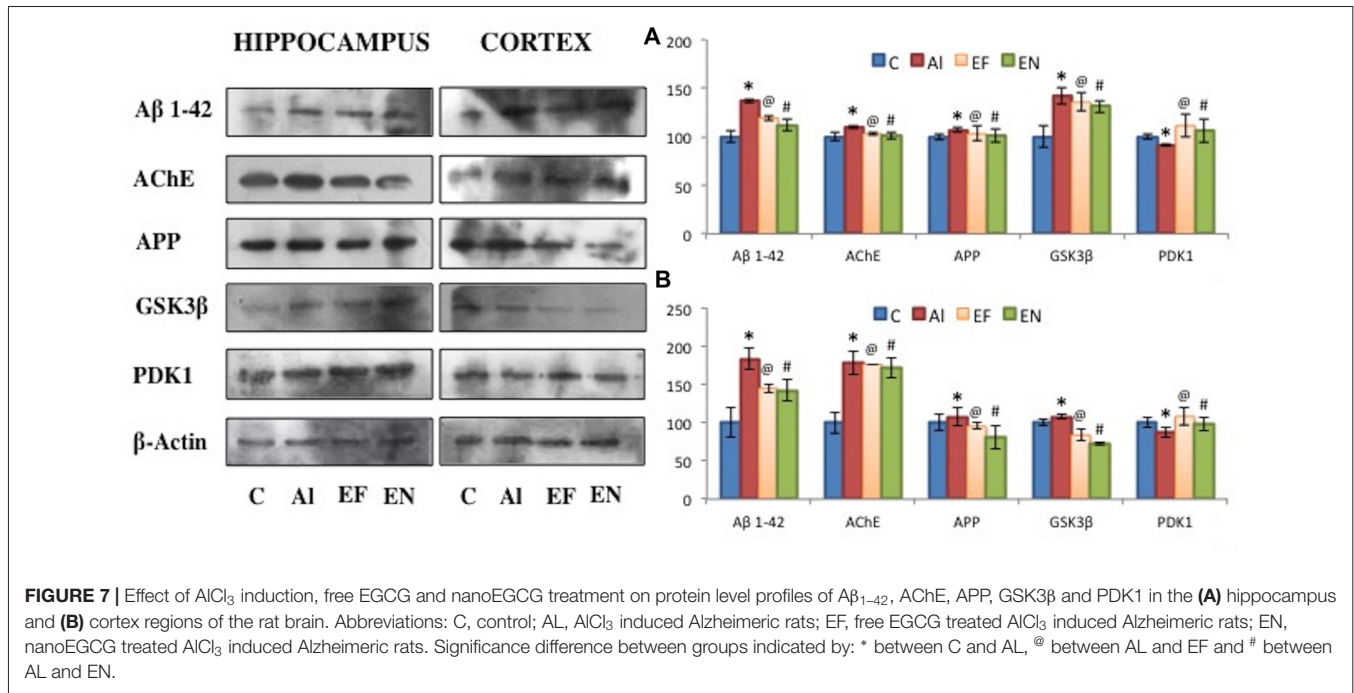 HIPPOCAMPUS CORTEX
Aβ 1-42
AChE
APP
GSK3β
PDK1
β-Actin
C Al EF EN C Al EF EN
A
200
150
100
50
0
C Al EF EN
* @ # * @ # * @ # * @ # * @ #
Aβ 1-42 AChE APP GSK3β PDK1
B
250
200
150
100
50
0
C Al EF EN
* @ # * @ # * @ # * @ # * @ #
Aβ 1-42 AChE APP GSK3β PDK1
FIGURE 7 | Effect of AlCl₃ induction, free EGCG and nanoEGCG treatment on protein level profiles of Aβ₁₋₄₂, AChE, APP, GSK3β and PDK1 in the (A) hippocampus
and (B) cortex regions of the rat brain. Abbreviations: C, control; AL, AlCl₃ induced Alzheimeric rats; EF, free EGCG treated AlCl₃ induced Alzheimeric rats; EN,
nanoEGCG treated AlCl₃ induced Alzheimeric rats. Significance difference between groups indicated by: * between C and AL, @ between AL and EF and # between
AL and EN.